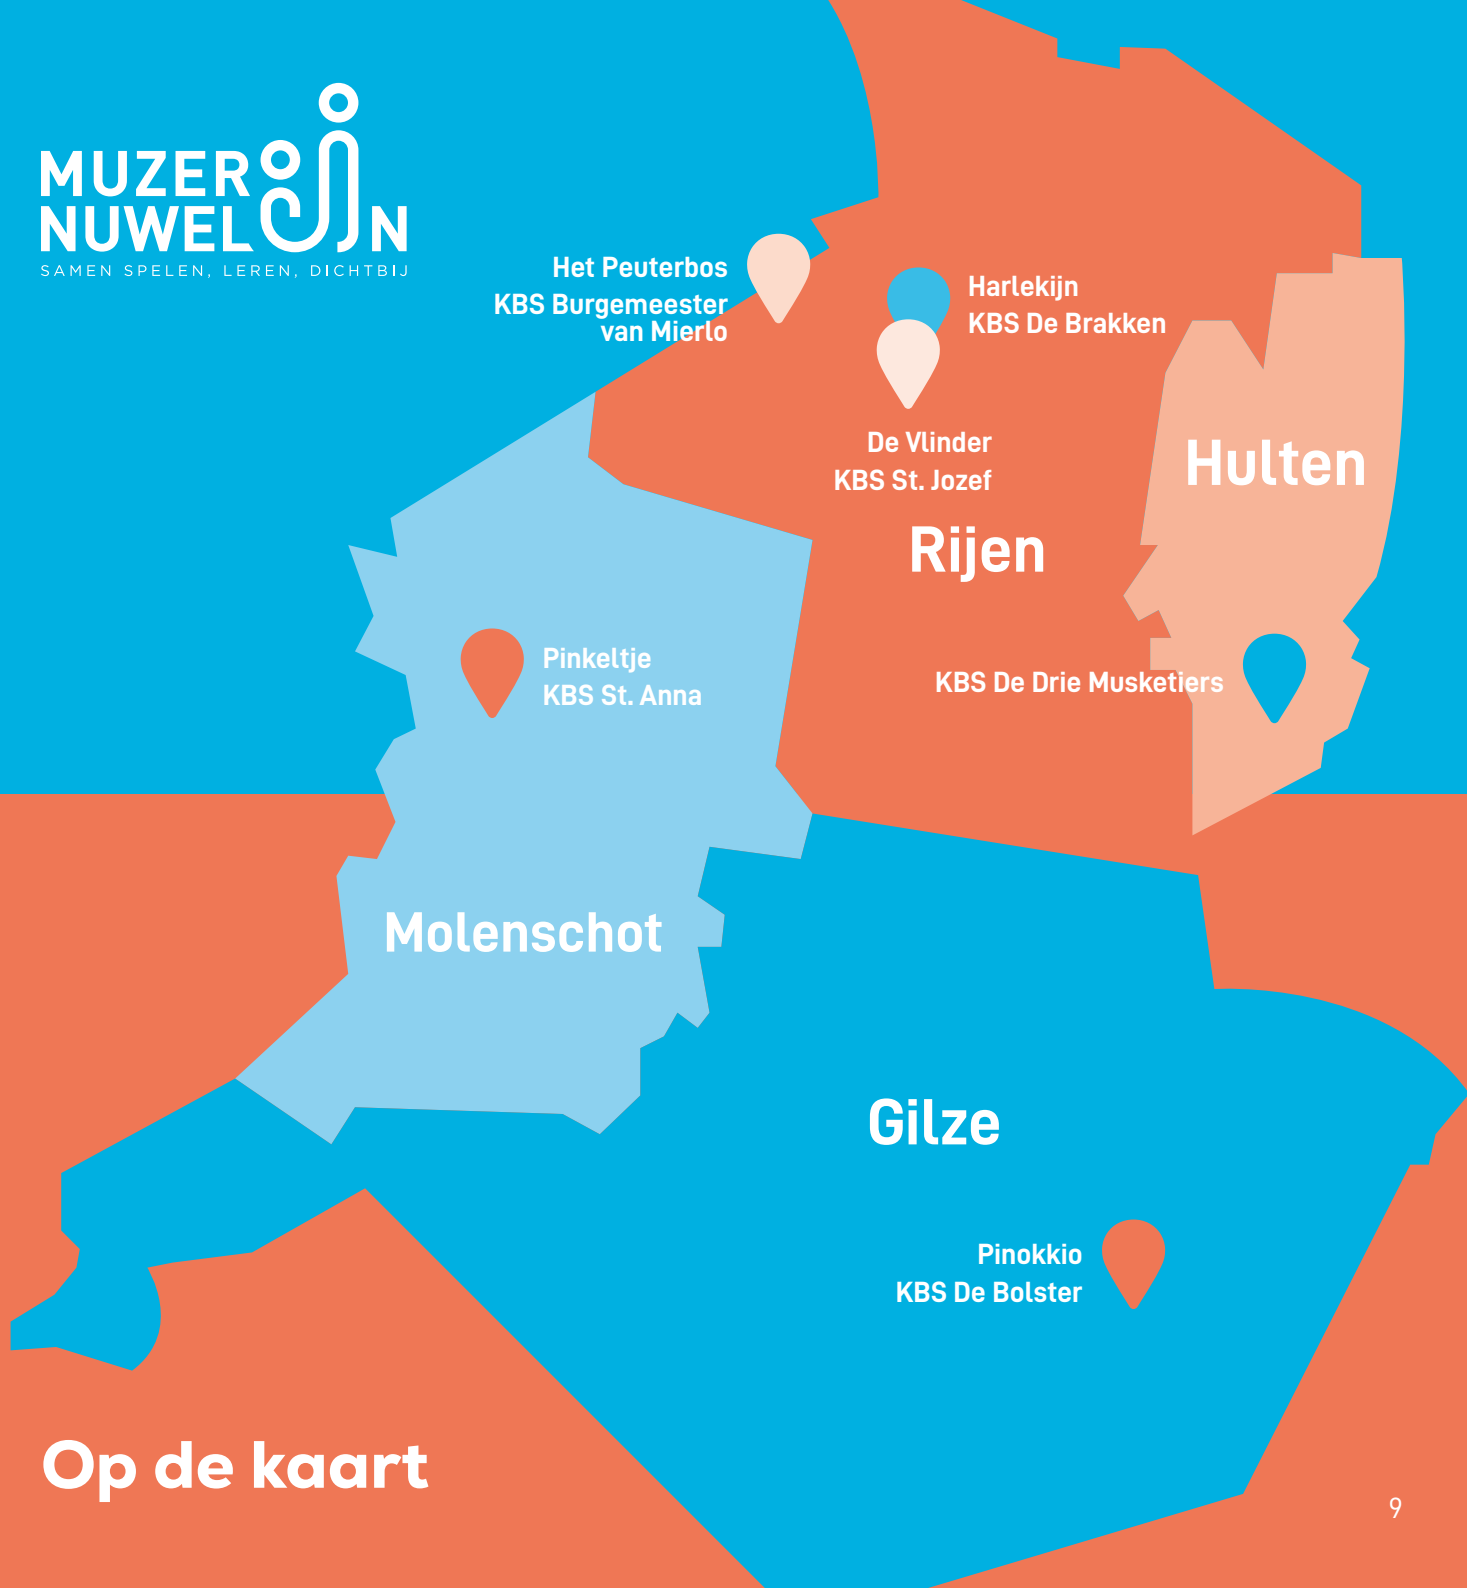 MUZERIJ
NUWELIJN
SAMEN SPELEN, LEREN, DICHTBIJ
Het Peuterbos
KBS Burgemeester
van Mierlo
Harlekijn
KBS De Brakken
De Vlinder
KBS St. Jozef
Hulten
Rijen
Pinkeltje
KBS St. Anna
KBS De Drie Musketiers
Molenschot
Gilze
Pinokkio
KBS De Bolster
Op de kaart
9